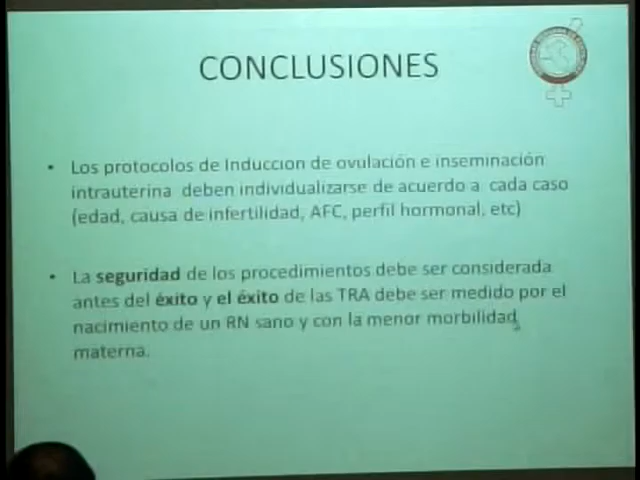 CONCLUSIONES
• Los protocolos de Induccion de ovulación e inseminación
intrauterina deben individualizarse de acuerdo a cada caso
(edad, causa de infertilidad, AFC, perfil hormonal, etc)
• La seguridad de los procedimientos debe ser considerada
antes del éxito y el éxito de las TRA debe ser medido por el
nacimiento de un RN sano y con la menor morbilidad
materna.